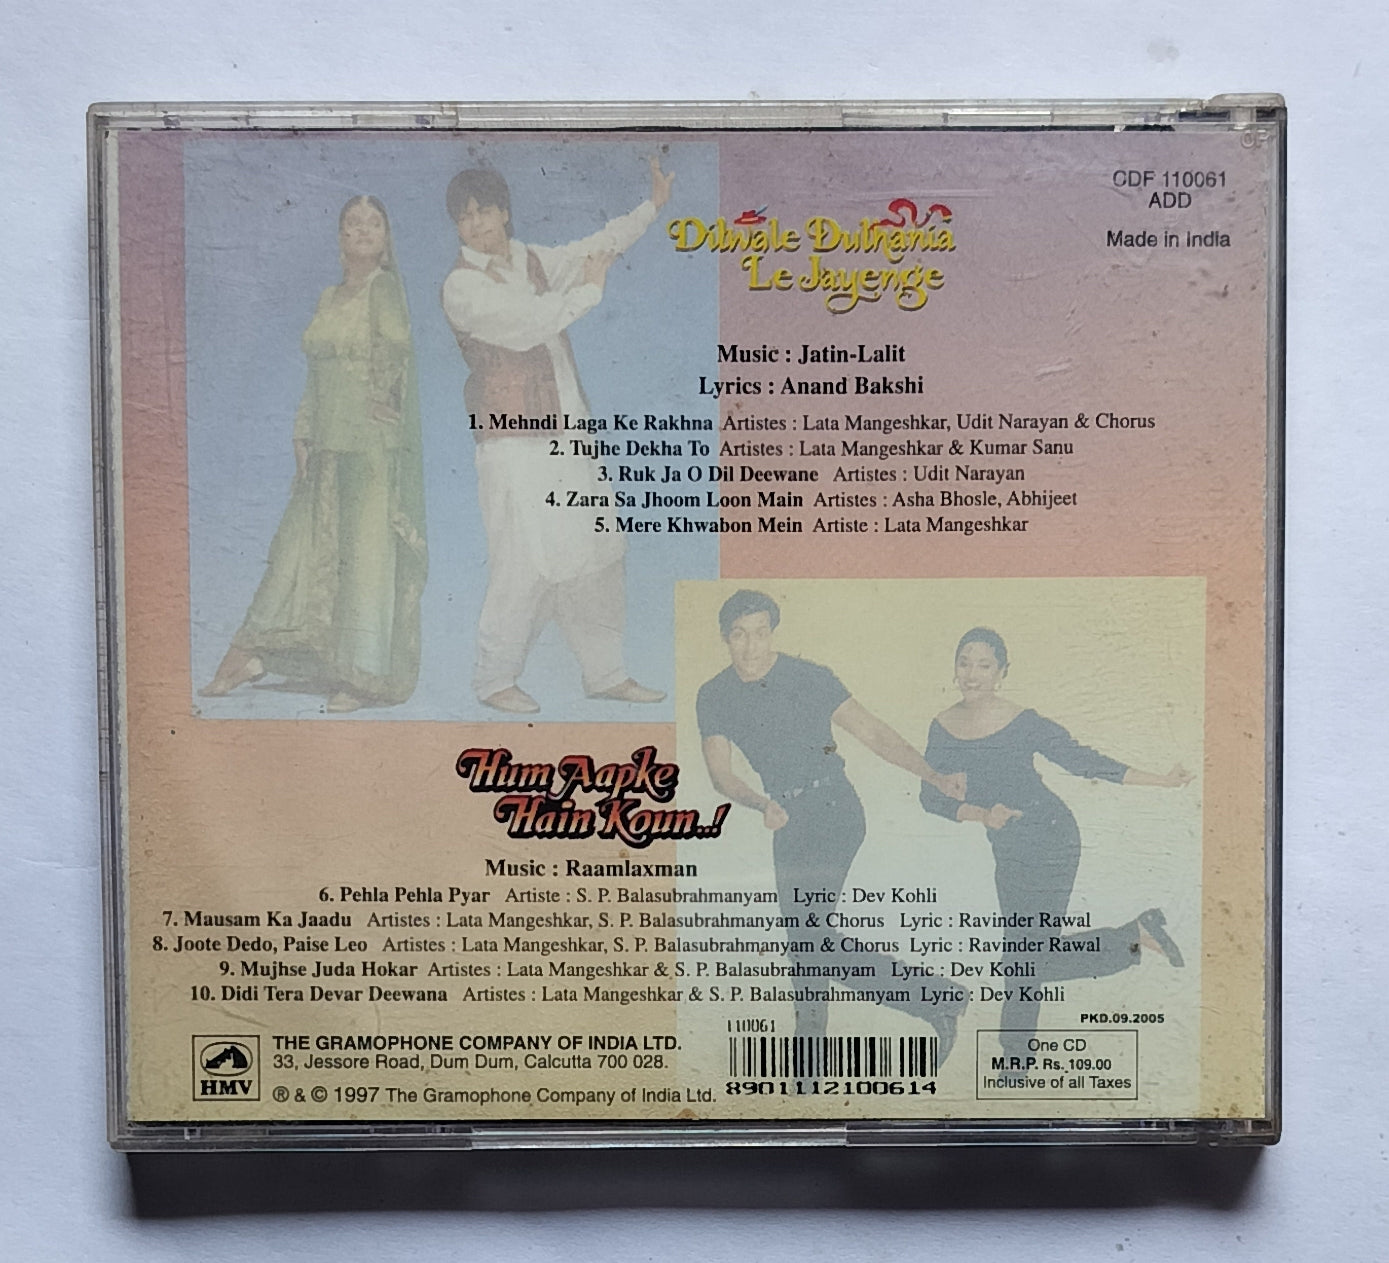 CDF 110061
ADD
Made in India
Dilwale Dulhania
Le Jayenge
Music : Jatin-Lalit
Lyrics : Anand Bakshi
1. Mehndi Laga Ke Rakhna Artistes : Lata Mangeshkar, Udit Narayan & Chorus
2. Tujhe Dekha To Artistes : Lata Mangeshkar & Kumar Sanu
3. Ruk Ja O Dil Deewane Artistes : Udit Narayan
4. Zara Sa Jhoom Loon Main Artistes : Asha Bhosle, Abhijeet
5. Mere Khwabon Mein Artiste : Lata Mangeshkar
Hum Aapke
Hain Koun..!
Music : Raamlaxman
6. Pehla Pehla Pyar Artiste : S. P. Balasubrahmanyam Lyric : Dev Kohli
7. Mausam Ka Jaadu Artistes : Lata Mangeshkar, S. P. Balasubrahmanyam & Chorus Lyric : Ravinder Rawal
8. Joote Dedo, Paise Leo Artistes : Lata Mangeshkar, S. P. Balasubrahmanyam & Chorus Lyric : Ravinder Rawal
9. Mujhse Juda Hokar Artistes : Lata Mangeshkar & S. P. Balasubrahmanyam Lyric : Dev Kohli
10. Didi Tera Devar Deewana Artistes : Lata Mangeshkar & S. P. Balasubrahmanyam Lyric : Dev Kohli
PKD.09.2005
HMV
THE GRAMOPHONE COMPANY OF INDIA LTD.
33, Jessore Road, Dum Dum, Calcutta 700 028.
℗ & © 1997 The Gramophone Company of India Ltd.
110061
8901112100614
One CD
M.R.P. Rs. 109.00
Inclusive of all Taxes